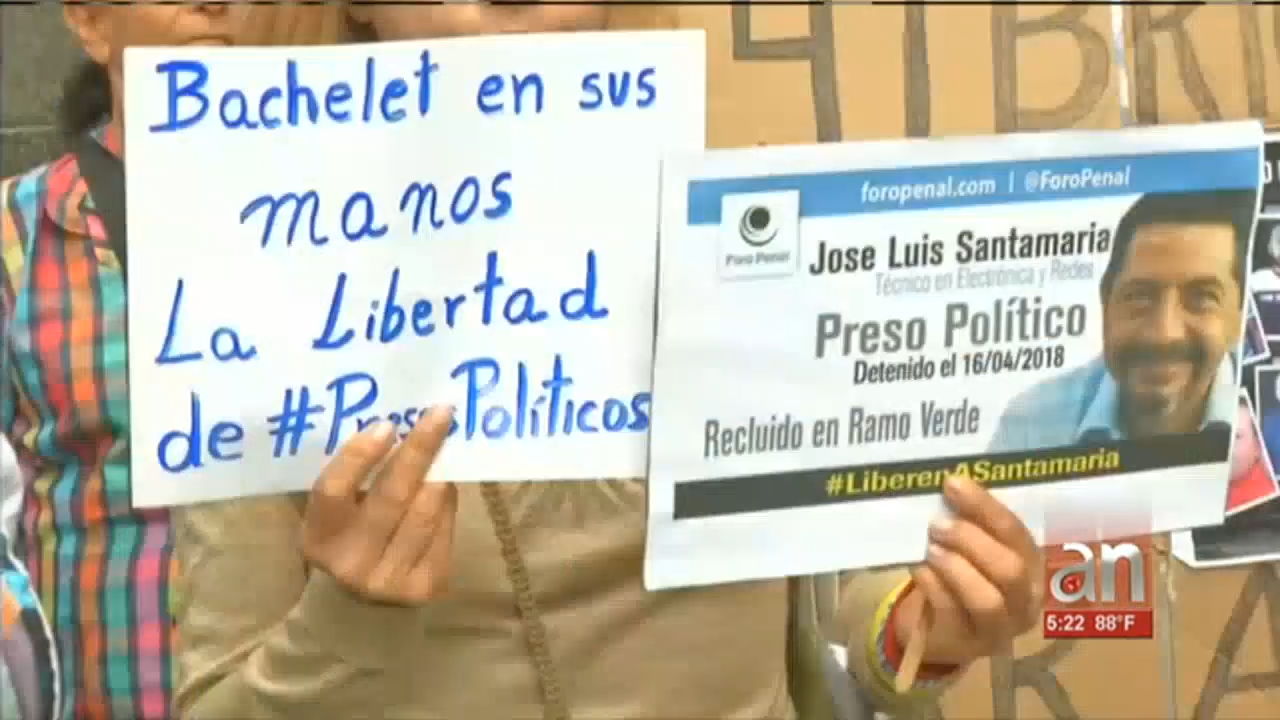 Bachelet en sus
manos
La Libertad
de #PresosPolíticos
foropenal.com | @ForoPenal
Foro Penal
Jose Luis Santamaria
Técnico en Electrónica y Redes
Preso Político
Detenido el 16/04/2018
Recluido en Ramo Verde
#LiberenASantamaria
an
5:22 88°F